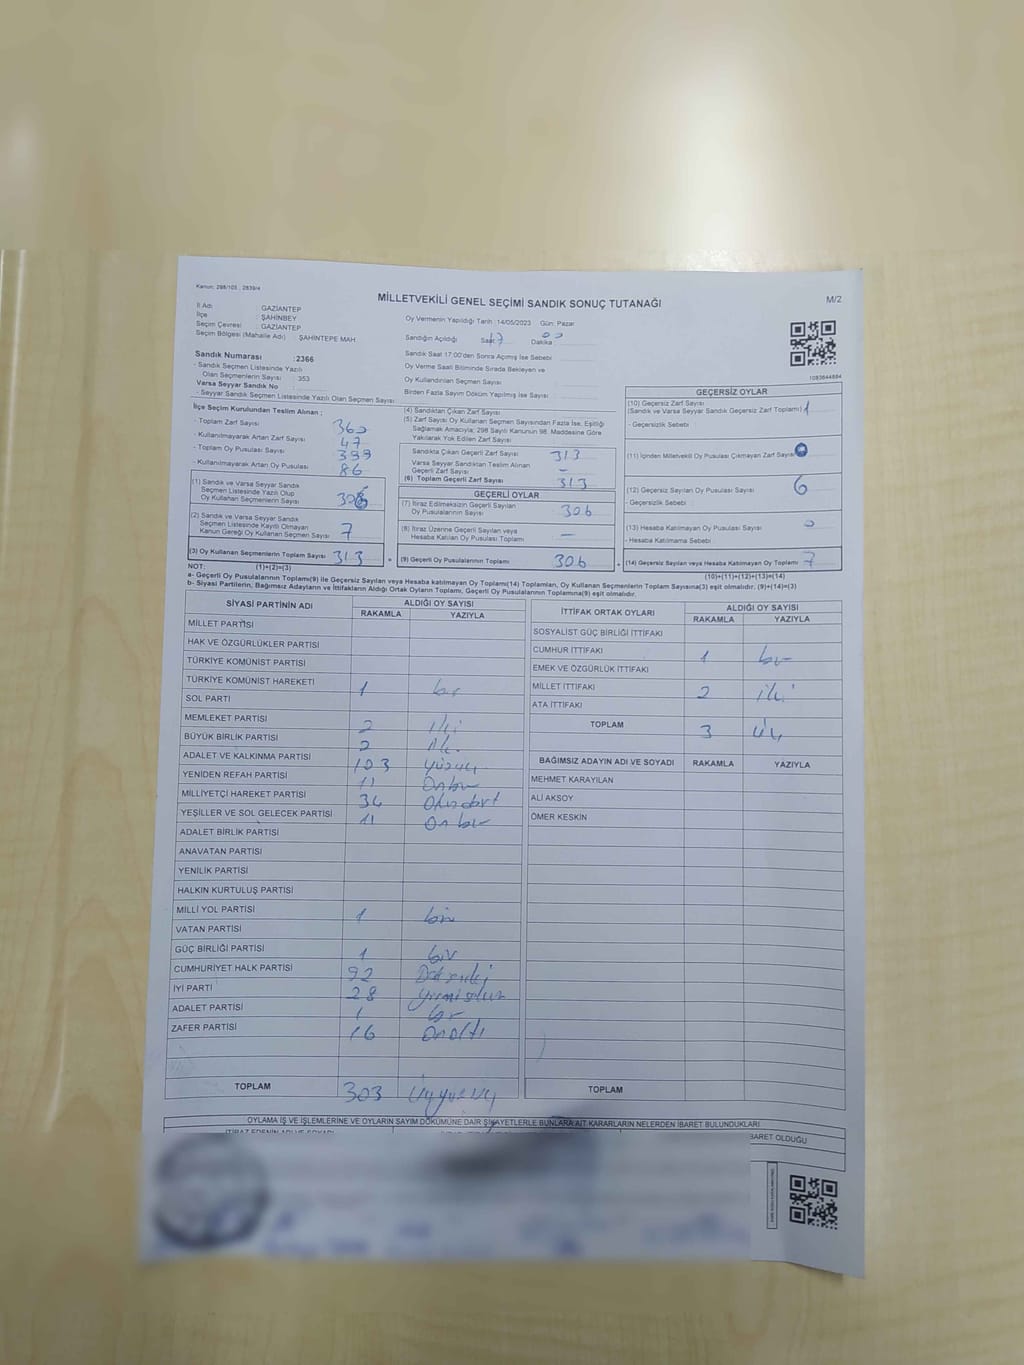 Kanun: 298/105 , 2839/4
MİLLETVEKİLİ GENEL SEÇİMİ SANDIK SONUÇ TUTANAĞI
M/2
İl Adı : GAZİANTEP
İlçe : ŞAHİNBEY
Seçim Çevresi : GAZİANTEP
Seçim Bölgesi (Mahalle Adı) : ŞAHİNTEPE MAH
Oy Vermenin Yapıldığı Tarih :14/05/2023 Gün: Pazar
Sandığın Açıldığı Saat 17 Dakika 00
Sandık Numarası :2366
- Sandık Seçmen Listesinde Yazılı
Olan Seçmenlerin Sayısı : 353
Varsa Seyyar Sandık No :
- Seyyar Sandık Seçmen Listesinde Yazılı Olan Seçmen Sayısı
Sandık Saat 17:00'den Sonra Açımış İse Sebebi :
Oy Verme Saati Bitiminde Sırada Bekleyen ve
Oy Kullandırılan Seçmen Sayısı
Birden Fazla Sayım Döküm Yapılmış İse Sayısı :
1083644894
İlçe Seçim Kurulundan Teslim Alınan ;
- Toplam Zarf Sayısı : 360
- Kullanılmayarak Artan Zarf Sayısı : 47
- Toplam Oy Pusulası Sayısı : 399
- Kullanılmayarak Artan Oy Pusulası : 86
(1) Sandık ve Varsa Seyyar Sandık
Seçmen Listesinde Yazılı Olup
Oy Kullanan Seçmenlerin Sayısı 306
(2) Sandık ve Varsa Seyyar Sandık
Seçmen Listesinde Kayıtlı Olmayan
Kanun Gereği Oy Kullanan Seçmen Sayısı 7
(3) Oy Kullanan Seçmenlerin Toplam Sayısı 313
(4) Sandıktan Çıkan Zarf Sayısı :
(5) Zarf Sayısı Oy Kullanan Seçmen Sayısından Fazla İse, Eşitliği
Sağlamak Amacıyla; 298 Sayılı Kanunun 98. Maddesine Göre
Yakılarak Yok Edilen Zarf Sayısı:
Sandıkta Çıkan Geçerli Zarf Sayısı : 313
Varsa Seyyar Sandıktan Teslim Alınan
Geçerli Zarf Sayısı : -
(6) Toplam Geçerli Zarf Sayısı : 313
GEÇERLİ OYLAR
(7) İtiraz Edilmeksizin Geçerli Sayılan
Oy Pusulalarının Sayısı : 306
(8) İtiraz Üzerine Geçerli Sayılan veya
Hesaba Katılan Oy Pusulası Toplamı : -
= (9) Geçerli Oy Pusulalarının Toplamı 306
GEÇERSİZ OYLAR
(10) Geçersiz Zarf Sayısı
(Sandık ve Varsa Seyyar Sandık Geçersiz Zarf Toplamı) 1
- Geçersizlik Sebebi :
(11) İçinden Milletvekili Oy Pusulası Çıkmayan Zarf Sayısı
(12) Geçersiz Sayılan Oy Pusulası Sayısı : 6
- Geçersizlik Sebebi :
(13) Hesaba Katılmayan Oy Pusulası Sayısı : 0
- Hesaba Katılmama Sebebi :
+ (14) Geçersiz Sayılan veya Hesaba Katılmayan Oy Toplamı 7
NOT: (1)+(2)=(3) (10)+(11)+(12)+(13)=(14)
a- Geçerli Oy Pusulalarının Toplamı(9) ile Geçersiz Sayılan veya Hesaba katılmayan Oy Toplamı(14) Toplamları, Oy Kullanan Seçmenlerin Toplam Sayısına(3) eşit olmalıdır. (9)+(14)=(3)
b- Siyasi Partilerin, Bağımsız Adayların ve İttifakların Aldığı Ortak Oyların Toplamı, Geçerli Oy Pusulalarının Toplamına(9) eşit olmalıdır.
SİYASİ PARTİNİN ADI ALDIĞI OY SAYISI
RAKAMLA YAZIYLA
MİLLET PARTİSİ
HAK VE ÖZGÜRLÜKLER PARTİSİ
TÜRKİYE KOMÜNİST PARTİSİ
TÜRKİYE KOMÜNİST HAREKETİ 1 bir
SOL PARTİ
MEMLEKET PARTİSİ 2 iki
BÜYÜK BİRLİK PARTİSİ 2 iki
ADALET VE KALKINMA PARTİSİ 103 yüzüç
YENİDEN REFAH PARTİSİ 11 Onbir
MİLLİYETÇİ HAREKET PARTİSİ 34 Otuzdört
YEŞİLLER VE SOL GELECEK PARTİSİ 11 Onbir
ADALET BİRLİK PARTİSİ
ANAVATAN PARTİSİ
YENİLİK PARTİSİ
HALKIN KURTULUŞ PARTİSİ
MİLLİ YOL PARTİSİ 1 bir
VATAN PARTİSİ
GÜÇ BİRLİĞİ PARTİSİ 1 bir
CUMHURİYET HALK PARTİSİ 92 Doksaniki
İYİ PARTİ 28 yirmisekiz
ADALET PARTİSİ 1 bir
ZAFER PARTİSİ 16 Onaltı
TOPLAM 303 Üçyüzüç
İTTİFAK ORTAK OYLARI ALDIĞI OY SAYISI
RAKAMLA YAZIYLA
SOSYALİST GÜÇ BİRLİĞİ İTTİFAKI
CUMHUR İTTİFAKI 1 bir
EMEK VE ÖZGÜRLÜK İTTİFAKI
MİLLET İTTİFAKI 2 iki
ATA İTTİFAKI
TOPLAM 3 üç
BAĞIMSIZ ADAYIN ADI VE SOYADI RAKAMLA YAZIYLA
MEHMET KARAYILAN
ALİ AKSOY
ÖMER KESKİN
TOPLAM
OYLAMA İŞ VE İŞLEMLERİNE VE OYLARIN SAYIM DÖKÜMÜNE DAİR ŞİKAYETLERLE BUNLARA AİT KARARLARIN NELERDEN İBARET BULUNDUKLARI
İTİRAZ EDENİN ADI VE SOYADI
BARET OLDUĞU